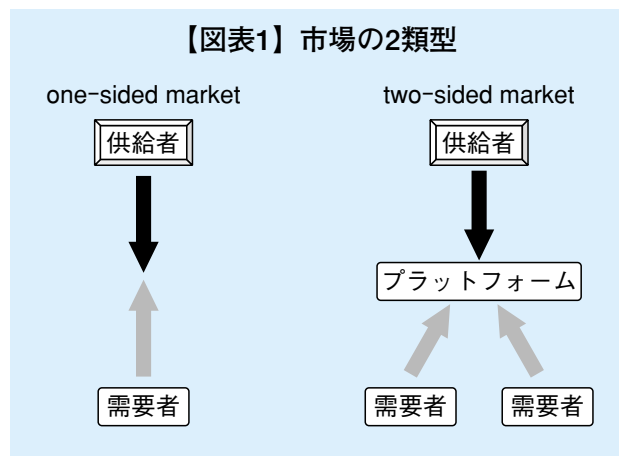 【図表1】市場の2類型
one-sided market
供給者
需要者
two-sided market
供給者
プラットフォーム
需要者
需要者